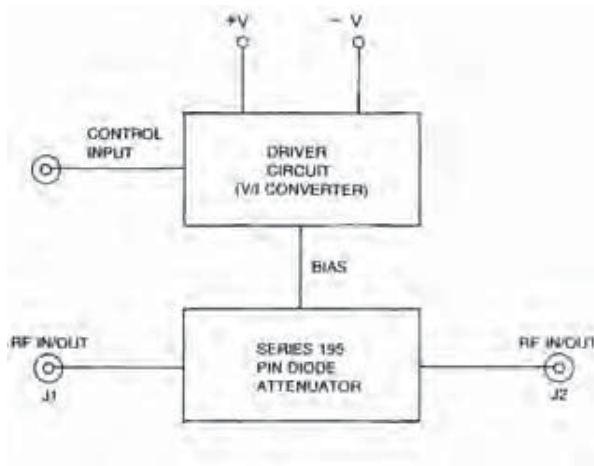 +V
- V
CONTROL
INPUT
DRIVER
CIRCUIT
(V/I CONVERTER)
BIAS
RF IN/OUT
J1
SERIES 195
PIN DIODE
ATTENUATOR
RF IN/OUT
J2